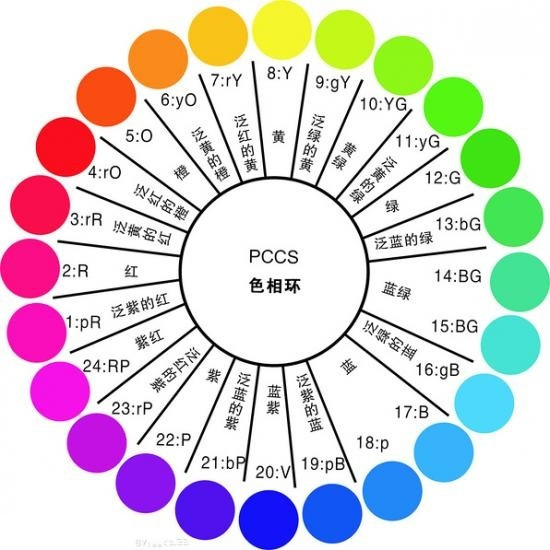 PCCS
色相环
1:pR
泛紫的红
2:R
红
3:rR
泛黄的红
4:rO
泛红的橙
5:O
橙
6:yO
泛黄的橙
7:rY
泛红的黄
8:Y
黄
9:gY
泛绿的黄
10:YG
黄绿
11:yG
泛黄的绿
12:G
绿
13:bG
泛蓝的绿
14:BG
蓝绿
15:BG
16:gB
泛绿的蓝
17:B
蓝
18:p
19:pB
泛紫的蓝
20:V
蓝紫
21:bP
泛蓝的紫
22:P
紫
23:rP
泛红的紫
24:RP
紫红